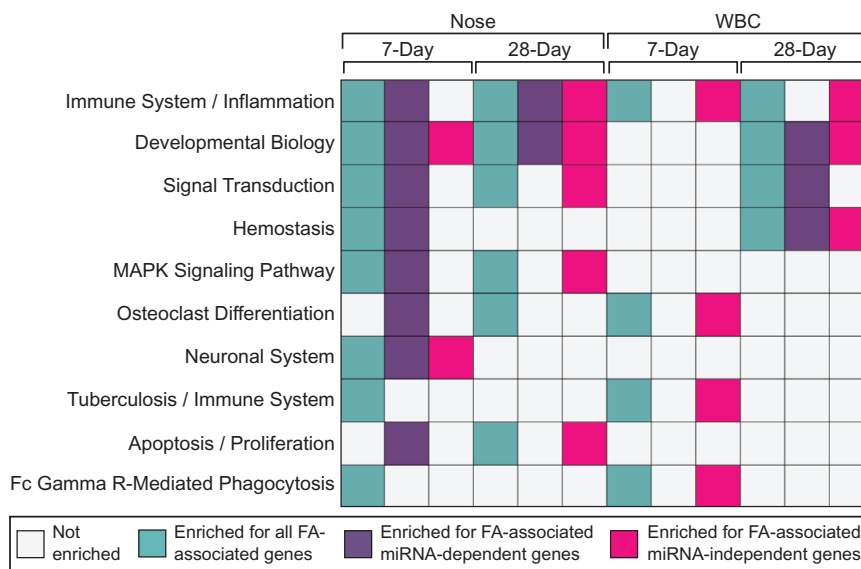 Nose WBC
7-Day 28-Day 7-Day 28-Day
Immune System / Inflammation
Developmental Biology
Signal Transduction
Hemostasis
MAPK Signaling Pathway
Osteoclast Differentiation
Neuronal System
Tuberculosis / Immune System
Apoptosis / Proliferation
Fc Gamma R-Mediated Phagocytosis
Not
enriched
Enriched for all FA-
associated genes
Enriched for FA-associated
miRNA-dependent genes
Enriched for FA-associated
miRNA-independent genes